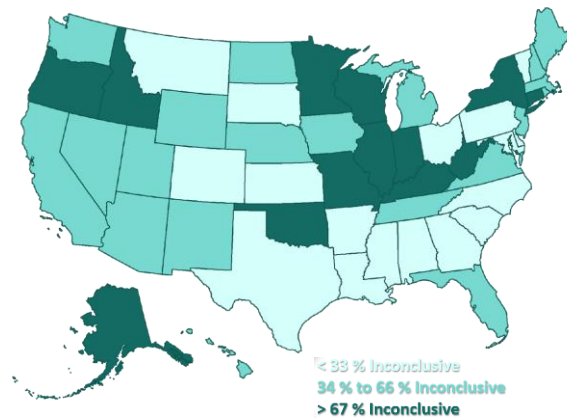 < 33 % Inconclusive
34 % to 66 % Inconclusive
> 67 % Inconclusive